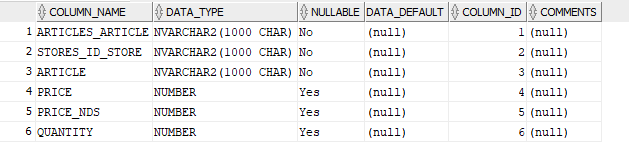 COLUMN_NAME DATA_TYPE NULLABLE DATA_DEFAULT COLUMN_ID COMMENTS
1 ARTICLES_ARTICLE NVARCHAR2(1000 CHAR) No (null) 1 (null)
2 STORES_ID_STORE NVARCHAR2(1000 CHAR) No (null) 2 (null)
3 ARTICLE NVARCHAR2(1000 CHAR) No (null) 3 (null)
4 PRICE NUMBER Yes (null) 4 (null)
5 PRICE_NDS NUMBER Yes (null) 5 (null)
6 QUANTITY NUMBER Yes (null) 6 (null)